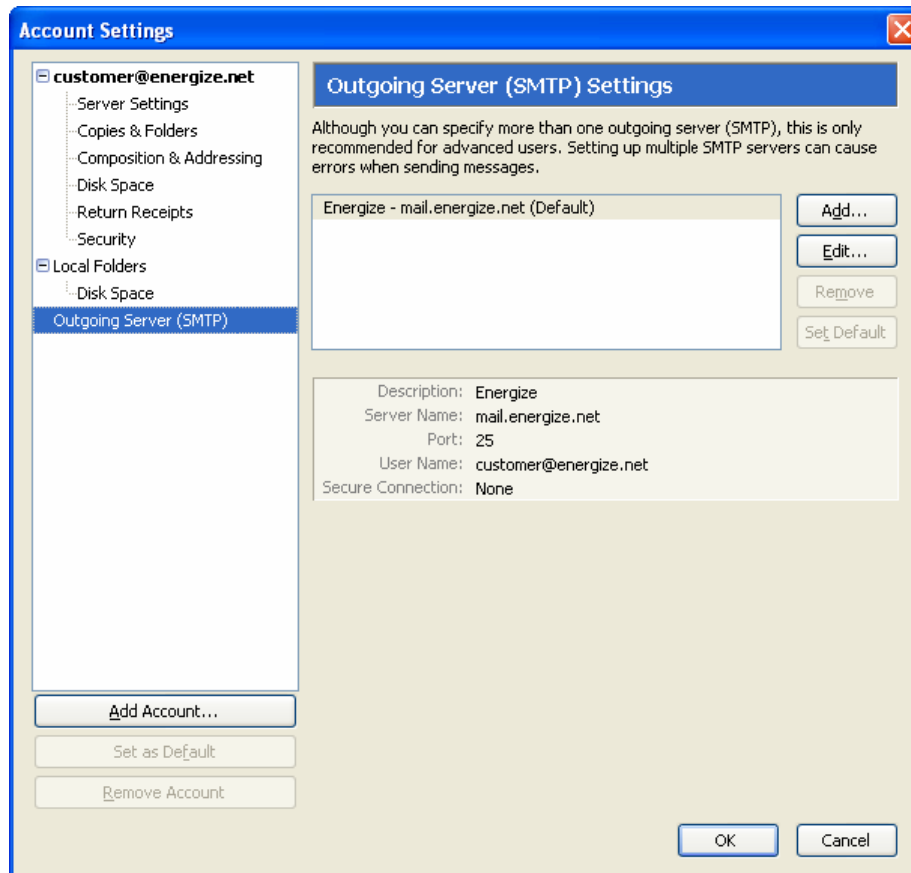 Account Settings
customer@energize.net
Server Settings
Copies & Folders
Composition & Addressing
Disk Space
Return Receipts
Security
Local Folders
Disk Space
Outgoing Server (SMTP)
Add Account...
Set as Default
Remove Account
Outgoing Server (SMTP) Settings
Although you can specify more than one outgoing server (SMTP), this is only
recommended for advanced users. Setting up multiple SMTP servers can cause
errors when sending messages.
Energize - mail.energize.net (Default)
Add...
Edit...
Remove
Set Default
Description: Energize
Server Name: mail.energize.net
Port: 25
User Name: customer@energize.net
Secure Connection: None
OK
Cancel